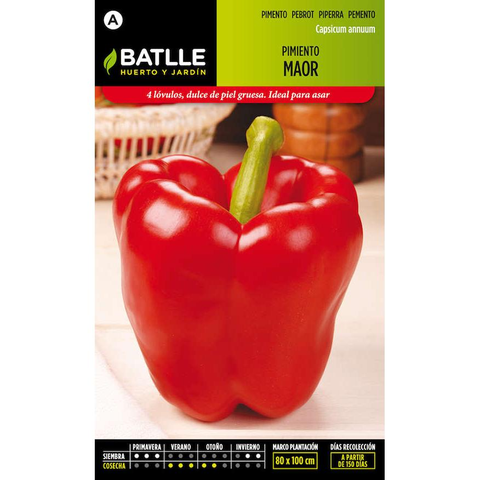 A
PIMENTO PEBROT PIPERRA PEMENTO
Capsicum annuum
BATLLE
HUERTO Y JARDÍN
PIMIENTO
MAOR
4 lóvulos, dulce de piel gruesa. Ideal para asar
PRIMAVERA VERANO OTOÑO INVIERNO MARCO PLANTACIÓN DÍAS RECOLECCIÓN
SIEMBRA
COSECHA
80 x 100 cm
A PARTIR
DE 150 DÍAS